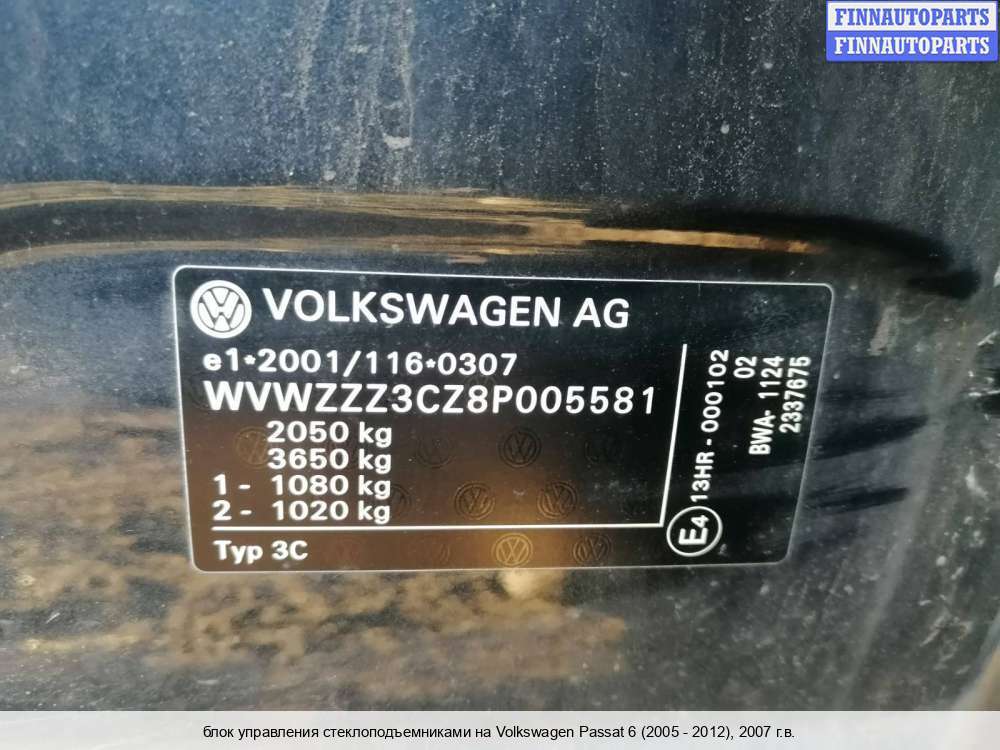 FINNAUTOPARTS
FINNAUTOPARTS
VOLKSWAGEN AG
e1*2001/116*0307
WVWZZZ3CZ8P005581
2050 kg
3650 kg
1 - 1080 kg
2 - 1020 kg
Typ 3C
E4 13HR - 000102
02
BWA- 1124
2337675
блок управления стеклоподъемниками на Volkswagen Passat 6 (2005 - 2012), 2007 г.в.